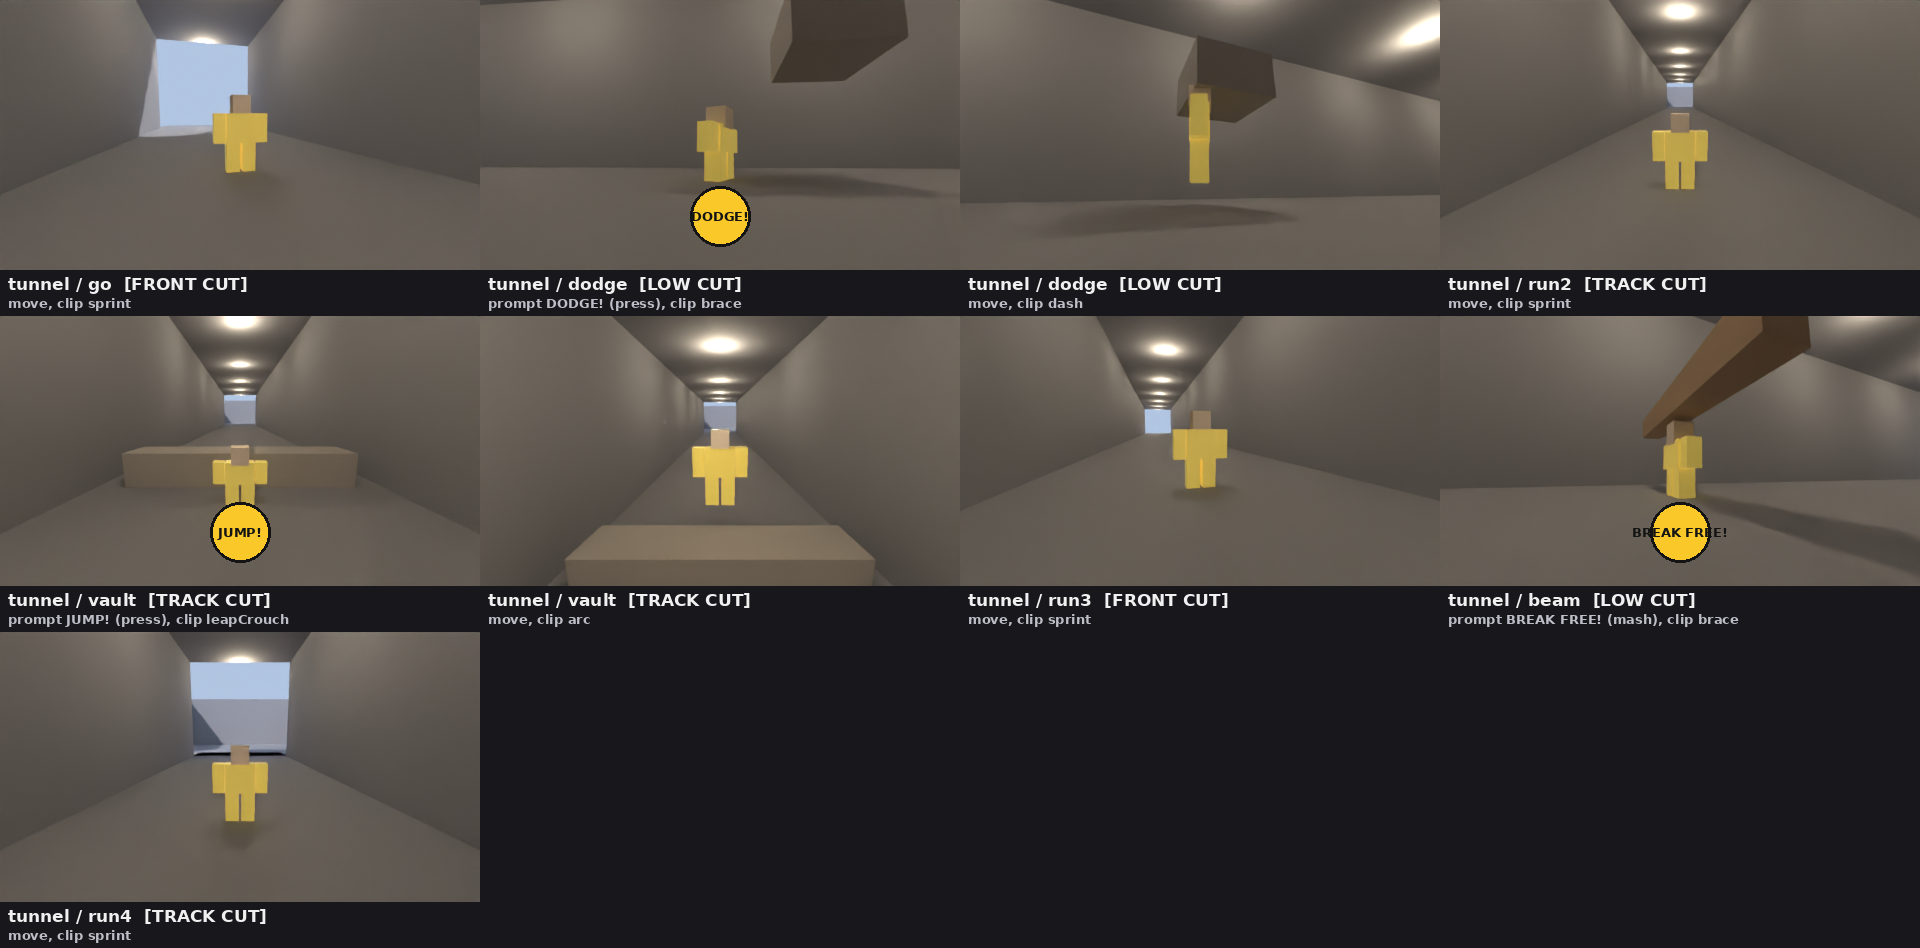 DODGE!
tunnel / go [FRONT CUT]
move, clip sprint
tunnel / dodge [LOW CUT]
prompt DODGE! (press), clip brace
tunnel / dodge [LOW CUT]
move, clip dash
tunnel / run2 [TRACK CUT]
move, clip sprint
JUMP!
BREAK FREE!
tunnel / vault [TRACK CUT]
prompt JUMP! (press), clip leapCrouch
tunnel / vault [TRACK CUT]
move, clip arc
tunnel / run3 [FRONT CUT]
move, clip sprint
tunnel / beam [LOW CUT]
prompt BREAK FREE! (mash), clip brace
tunnel / run4 [TRACK CUT]
move, clip sprint